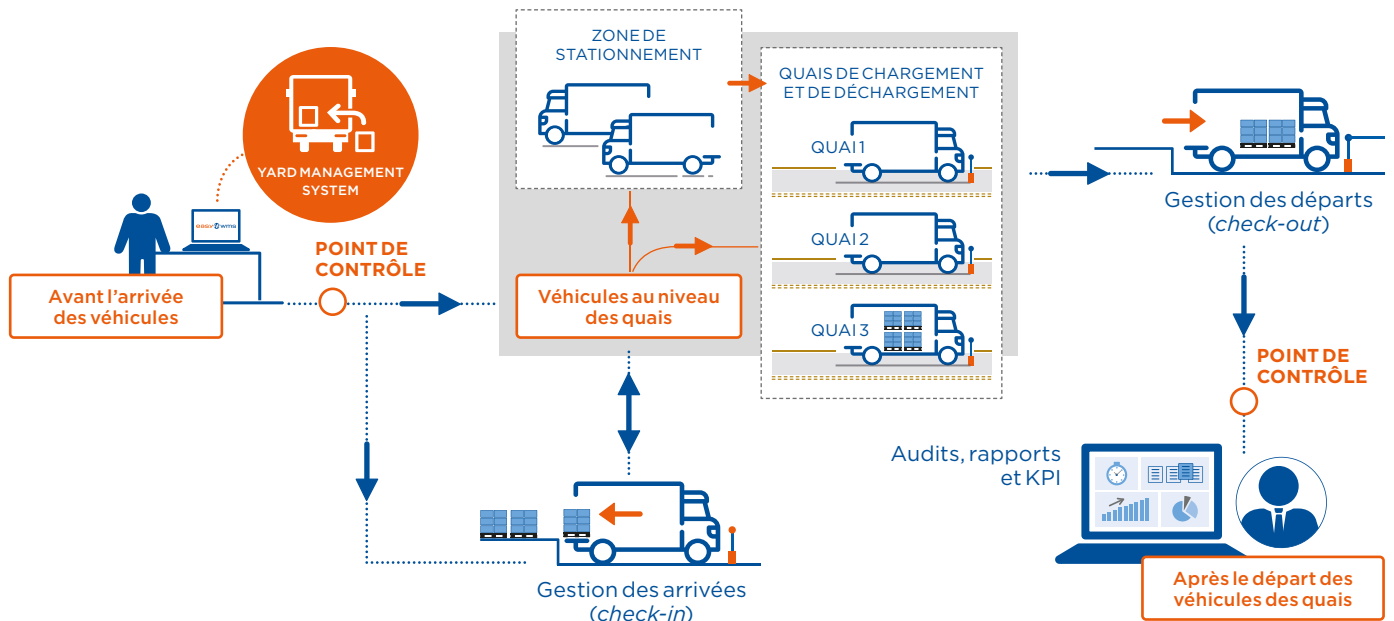 ZONE DE
STATIONNEMENT
QUAIS DE CHARGEMENT
ET DE DÉCHARGEMENT
QUAI 1
QUAI 2
QUAI 3
YARD MANAGEMENT
SYSTEM
easy wms
POINT DE
CONTRÔLE
Avant l'arrivée
des véhicules
Véhicules au niveau
des quais
Gestion des départs
(check-out)
POINT DE
CONTRÔLE
Audits, rapports
et KPI
Gestion des arrivées
(check-in)
Après le départ des
véhicules des quais